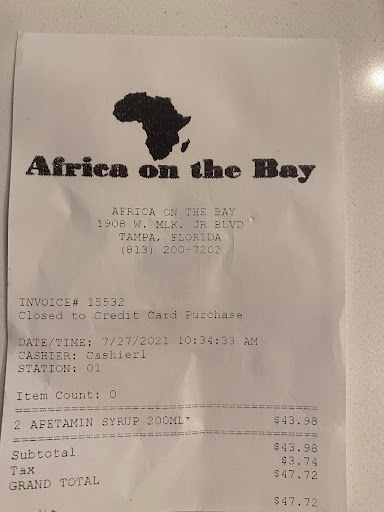 Africa on the Bay
AFRICA ON THE BAY
1908 W. MLK. JR BLVD
TAMPA, FLORIDA
(813) 200-7202
INVOICE# 15532
Closed to Credit Card Purchase
DATE/TIME: 7/27/2021 10:34:33 AM
CASHIER: Cashier1
STATION: 01
Item Count: 0
2 APETAMIN SYRUP 200ML* $43.98
Subtotal $43.98
Tax $3.74
GRAND TOTAL $47.72
$47.72